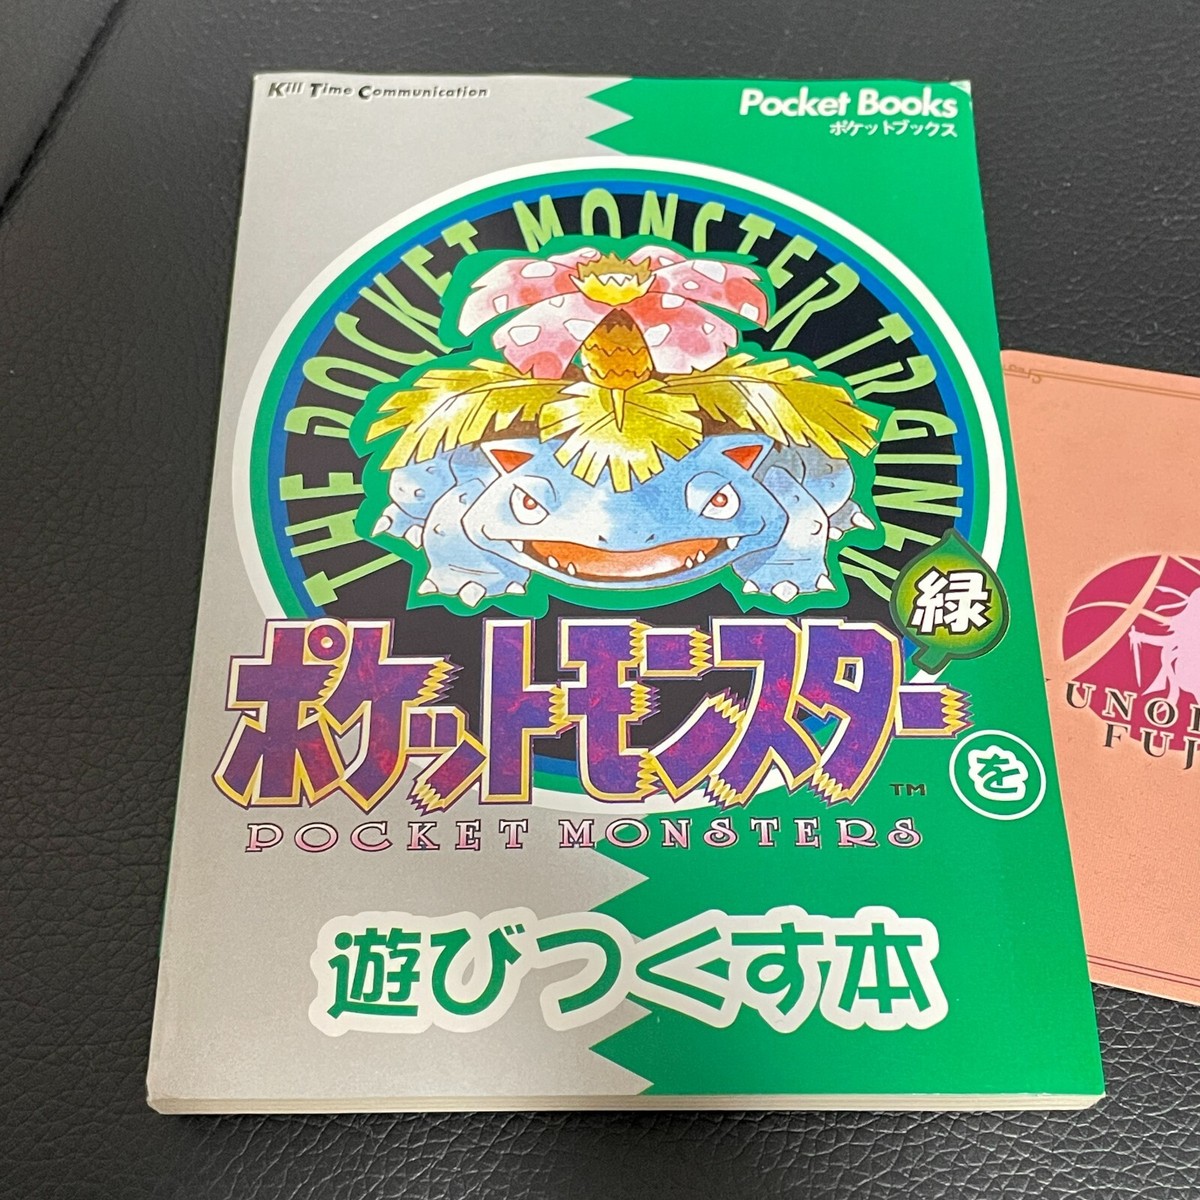 Kill Time Communication
Pocket Books
ポケットブックス
THE POCKET MONSTER TRAINER
緑
ポケットモンスター
TM
を
POCKET MONSTERS
遊びつくす本
FUJ